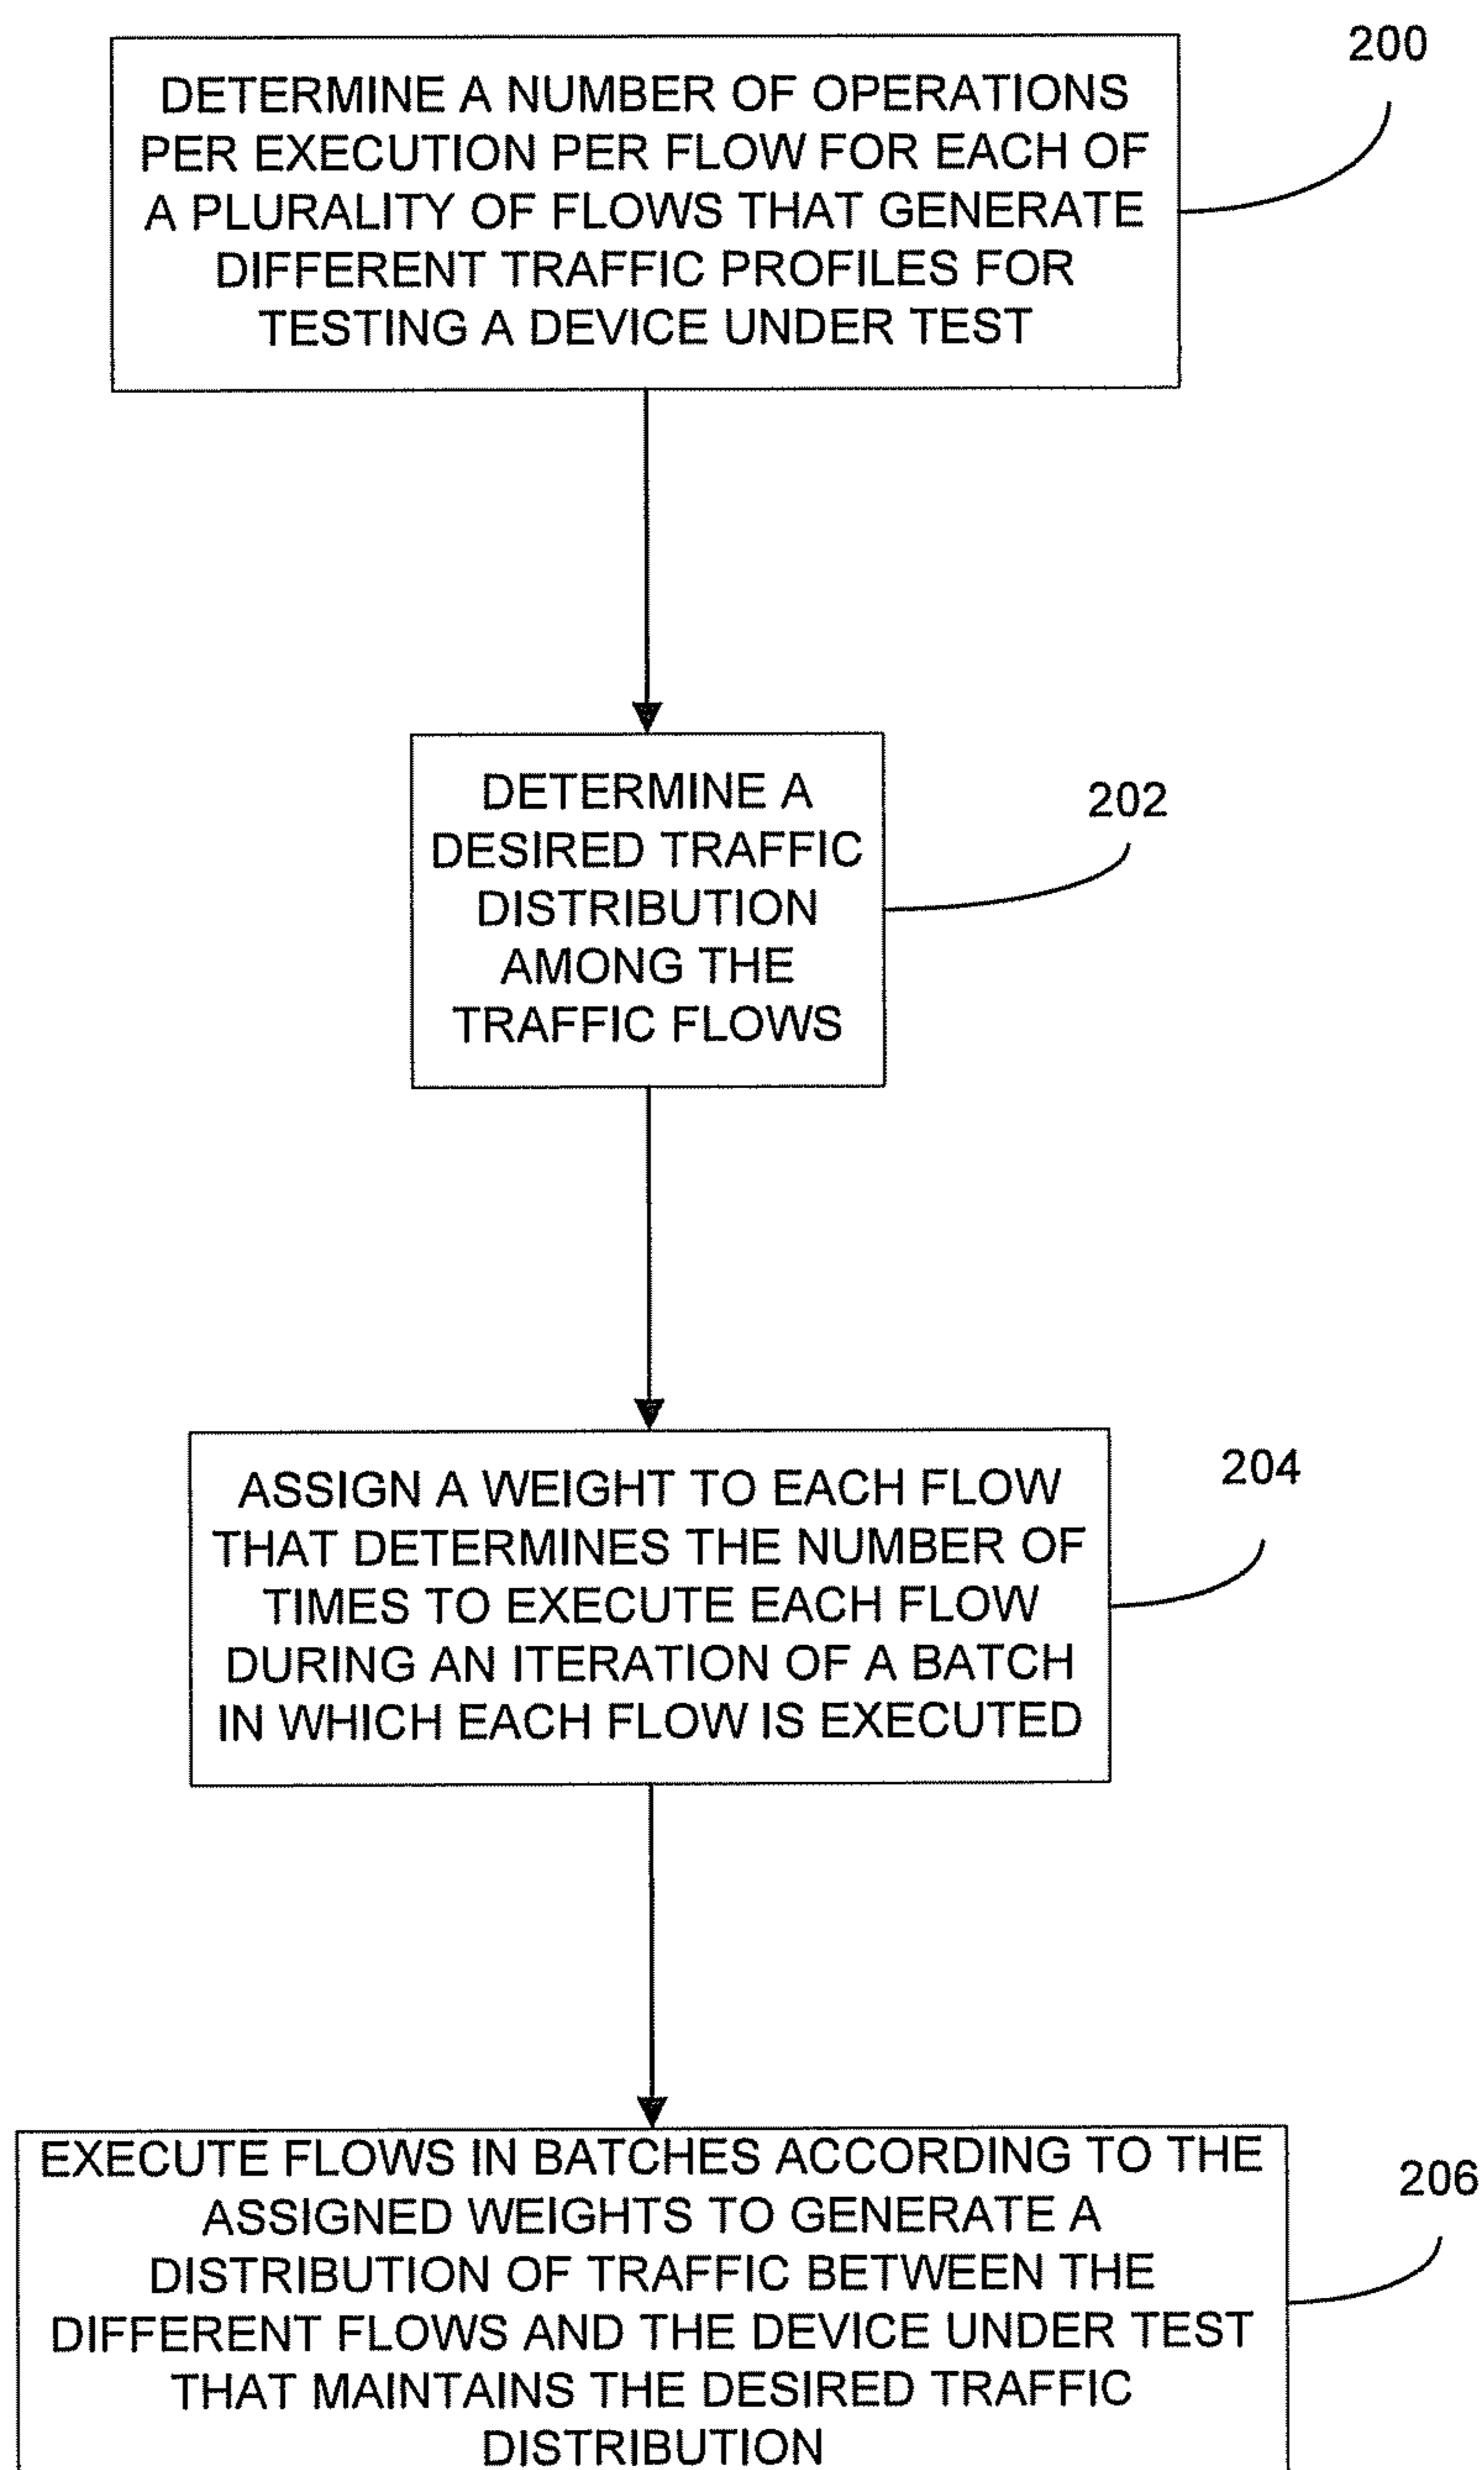 200
DETERMINE A NUMBER OF OPERATIONS
PER EXECUTION PER FLOW FOR EACH OF
A PLURALITY OF FLOWS THAT GENERATE
DIFFERENT TRAFFIC PROFILES FOR
TESTING A DEVICE UNDER TEST
202
DETERMINE A
DESIRED TRAFFIC
DISTRIBUTION
AMONG THE
TRAFFIC FLOWS
204
ASSIGN A WEIGHT TO EACH FLOW
THAT DETERMINES THE NUMBER OF
TIMES TO EXECUTE EACH FLOW
DURING AN ITERATION OF A BATCH
IN WHICH EACH FLOW IS EXECUTED
206
EXECUTE FLOWS IN BATCHES ACCORDING TO THE
ASSIGNED WEIGHTS TO GENERATE A
DISTRIBUTION OF TRAFFIC BETWEEN THE
DIFFERENT FLOWS AND THE DEVICE UNDER TEST
THAT MAINTAINS THE DESIRED TRAFFIC
DISTRIBUTION